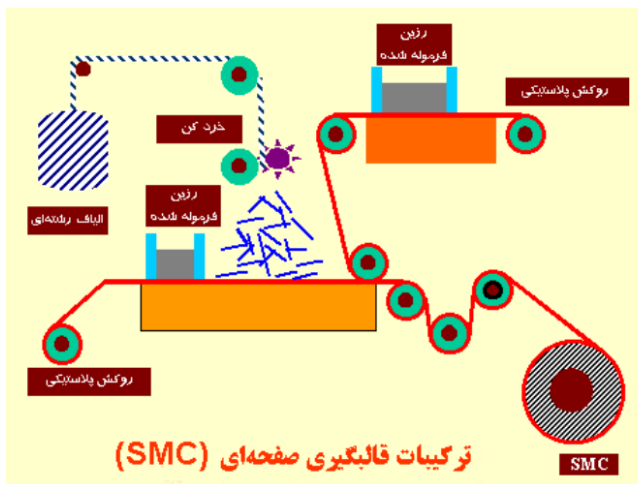 رزین
فرموله شده
روکش پلاستیکی
خرد کن
الیاف رشته‌ای
رزین
فرموله شده
روکش پلاستیکی
ترکیبات قالبگیری صفحه‌ای (SMC)
SMC